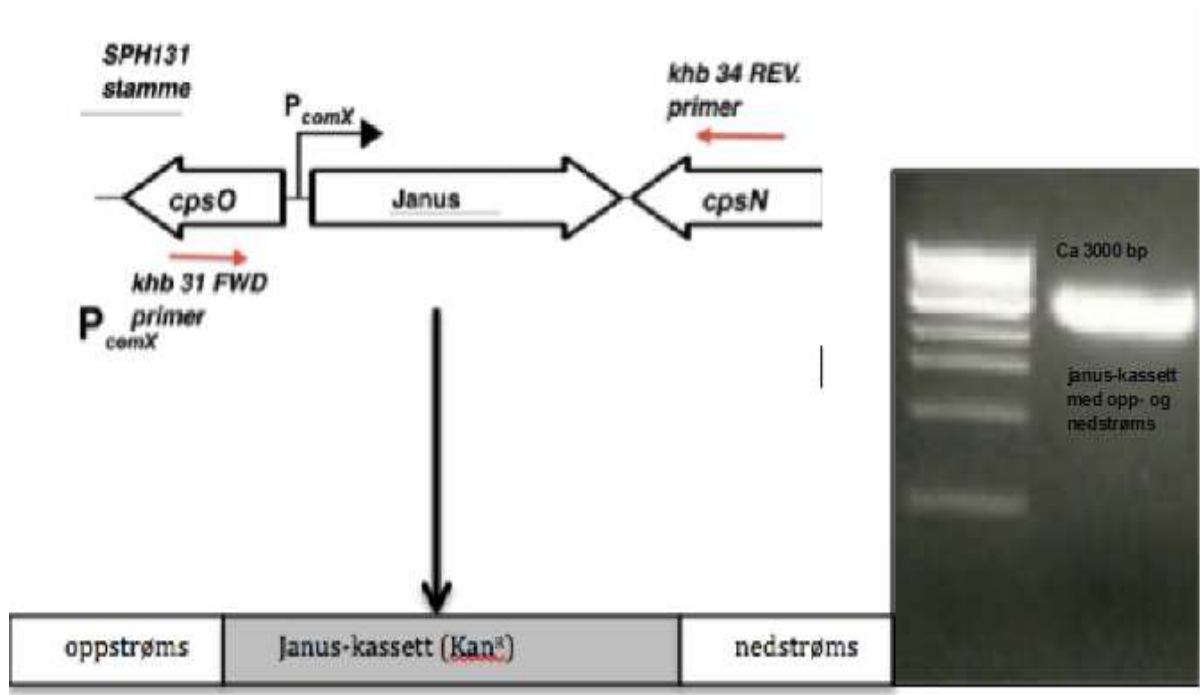 SPH131
stamme
khb 34 REV.
primer
PcomX
cpsO
Janus
cpsN
khb 31 FWD
primer
PcomX
Ca 3000 bp
janus-kassett
med opp- og
nedstrøms
oppstrøms
Janus-kassett (Kanᴿ)
nedstrøms